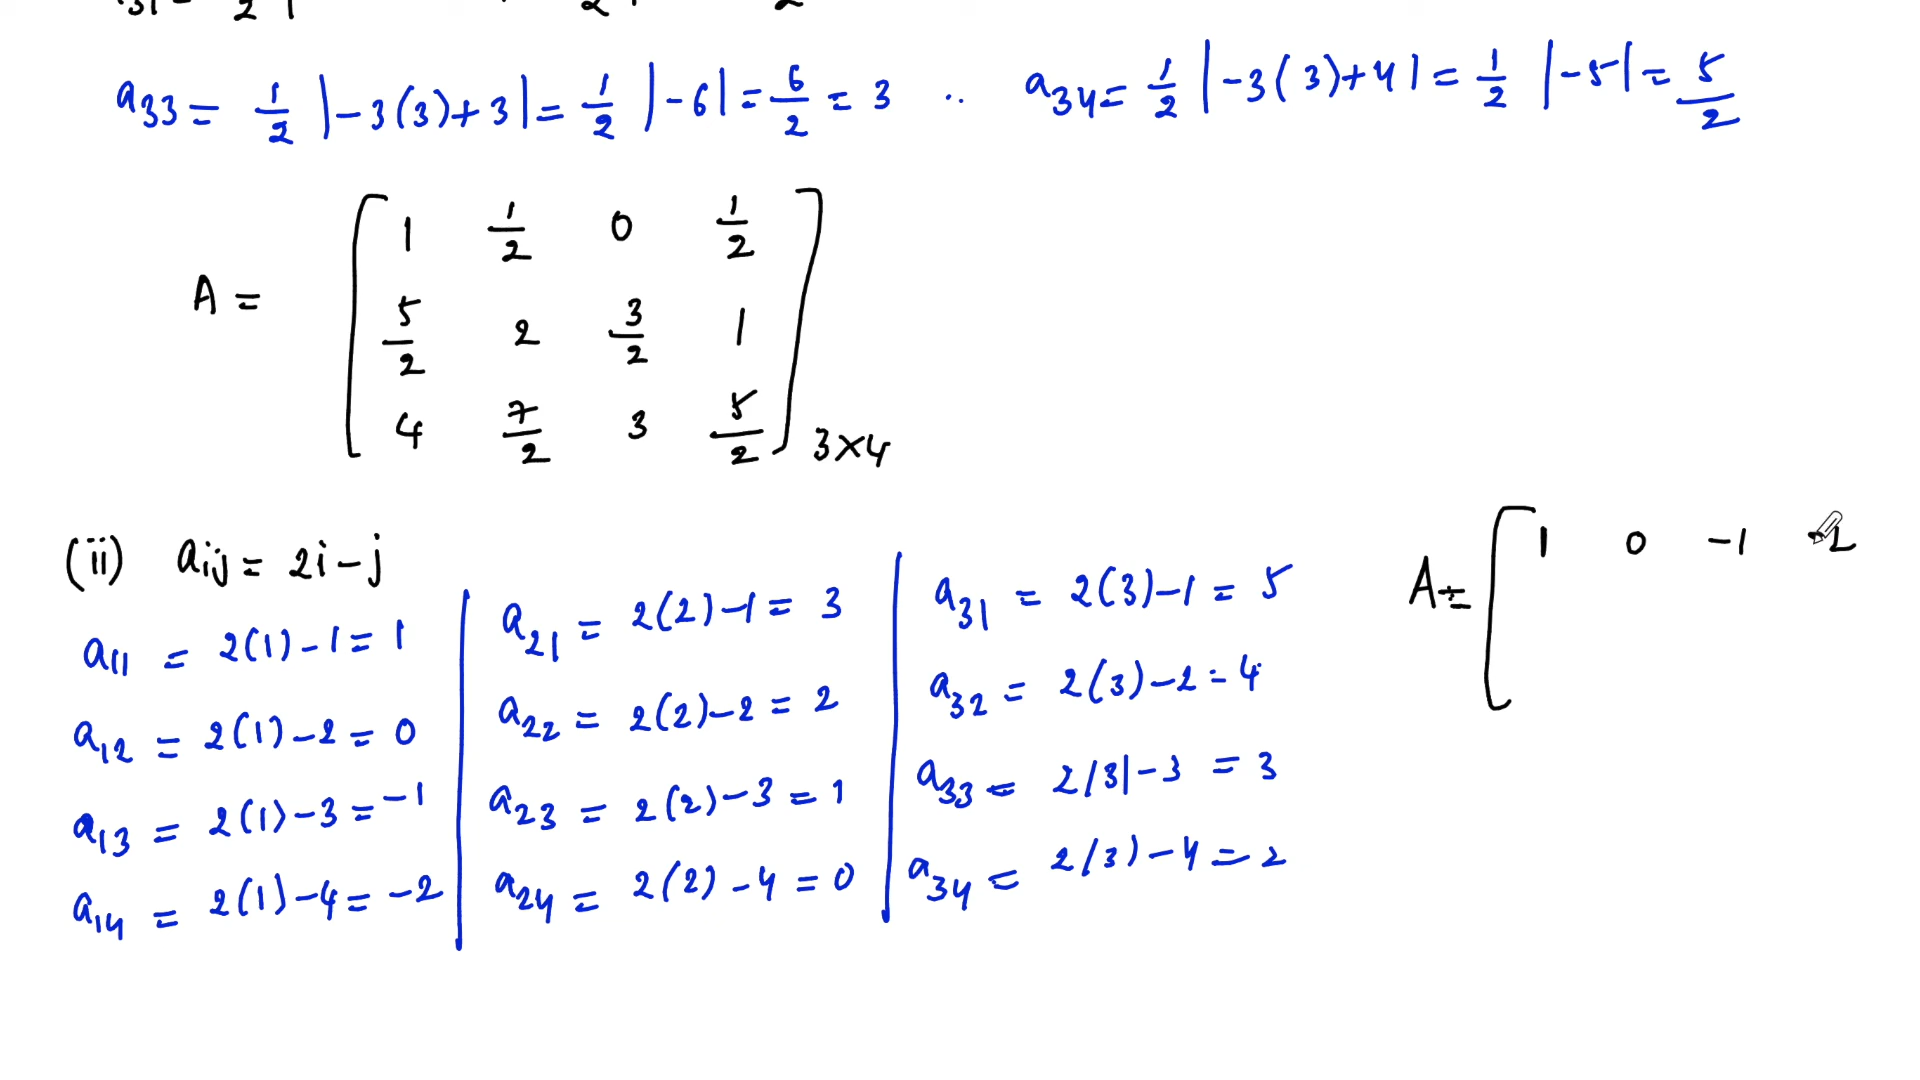 a33 = 1/2 |-3(3)+3| = 1/2 |-6| = 6/2 = 3 .. a34 = 1/2 |-3(3)+4| = 1/2 |-5| = 5/2
A = [ 1 1/2 0 1/2
5/2 2 3/2 1
4 7/2 3 5/2 ] 3×4
(ii) aij = 2i-j
a11 = 2(1)-1 = 1
a12 = 2(1)-2 = 0
a13 = 2(1)-3 = -1
a14 = 2(1)-4 = -2
a21 = 2(2)-1 = 3
a22 = 2(2)-2 = 2
a23 = 2(2)-3 = 1
a24 = 2(2)-4 = 0
a31 = 2(3)-1 = 5
a32 = 2(3)-2 = 4
a33 = 2(3)-3 = 3
a34 = 2(3)-4 = 2
A = [ 1 0 -1 -2